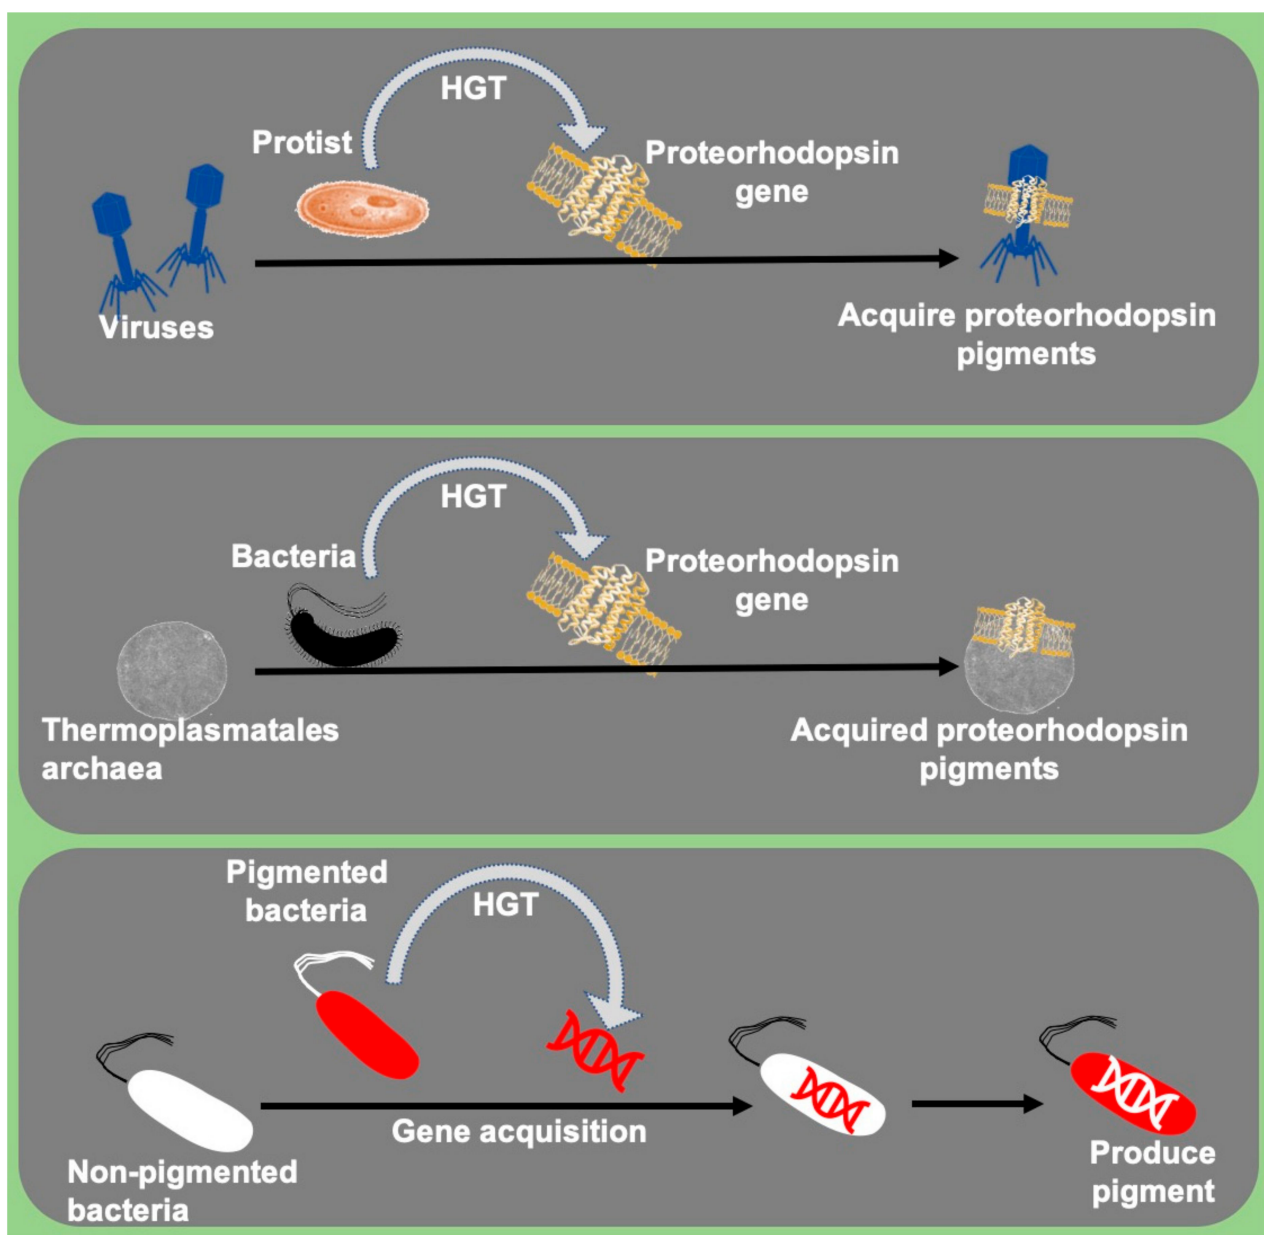 HGT
Protist
Proteorhodopsin
gene
Viruses
Acquire proteorhodopsin
pigments
HGT
Bacteria
Proteorhodopsin
gene
Thermoplasmatales
archaea
Acquired proteorhodopsin
pigments
Pigmented
bacteria
HGT
Gene acquisition
Non-pigmented
bacteria
Produce
pigment